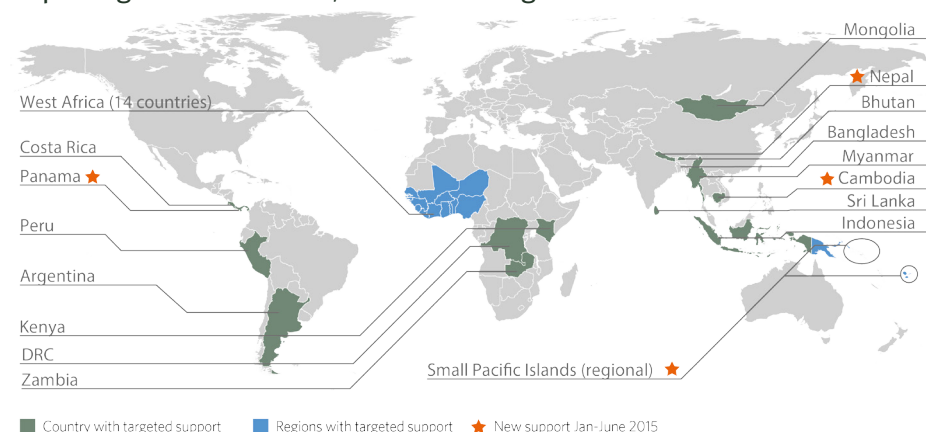 Mongolia
Nepal
West Africa (14 countries)
Bhutan
Bangladesh
Costa Rica
Myanmar
Panama
Cambodia
Sri Lanka
Peru
Indonesia
Argentina
Kenya
DRC
Small Pacific Islands (regional)
Zambia
Country with targeted support
Regions with targeted support
New support Jan-June 2015